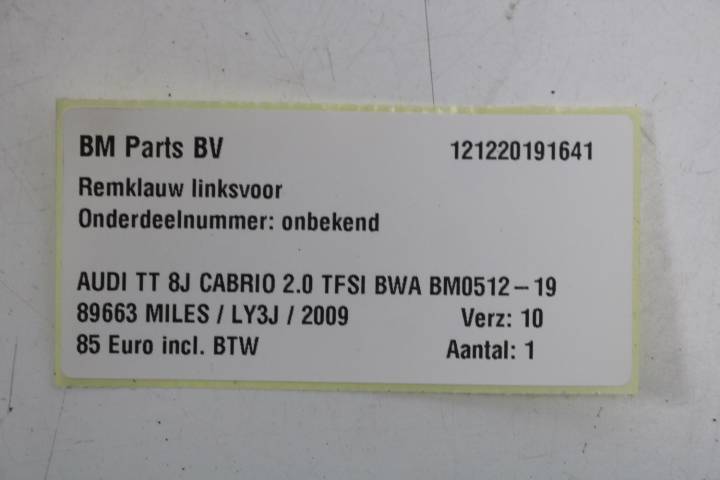 BM Parts BV 121220191641
Remklauw linksvoor
Onderdeelnummer: onbekend
AUDI TT 8J CABRIO 2.0 TFSI BWA BM0512-19
89663 MILES / LY3J / 2009 Verz: 10
85 Euro incl. BTW Aantal: 1